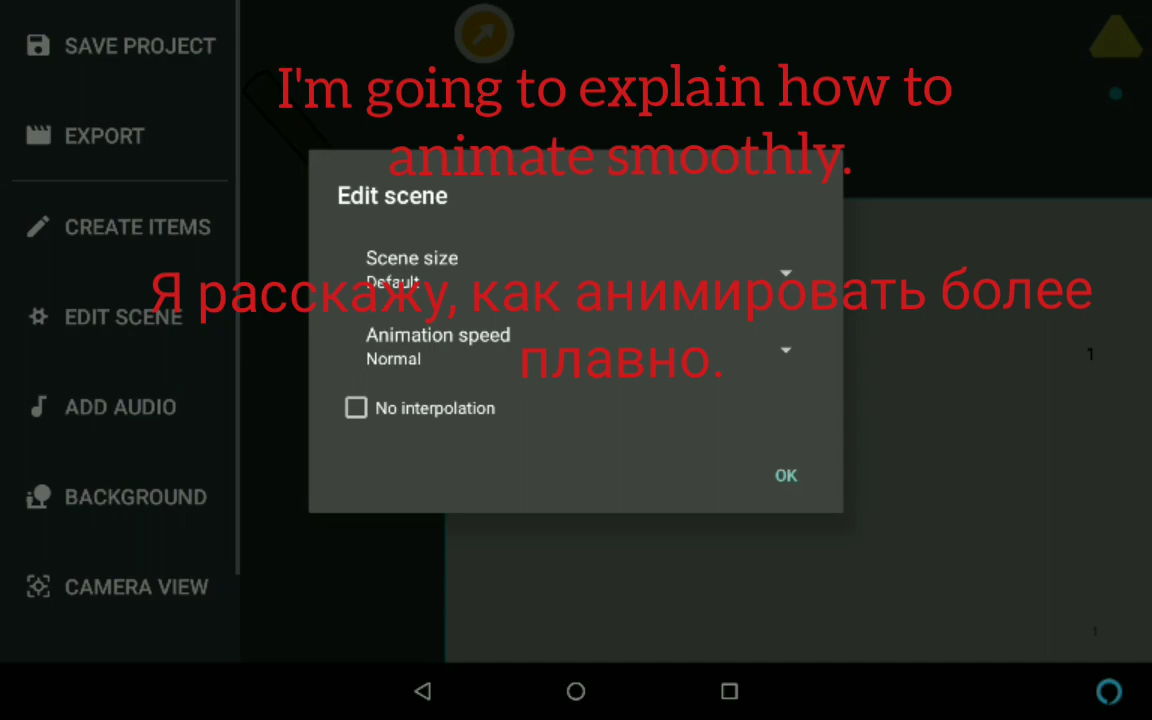 SAVE PROJECT
EXPORT
CREATE ITEMS
EDIT SCENE
ADD AUDIO
BACKGROUND
CAMERA VIEW
I'm going to explain how to
animate smoothly.
Edit scene
Scene size
Default
Я расскажу, как анимировать более
плавно.
Animation speed
Normal
No interpolation
OK
1
1